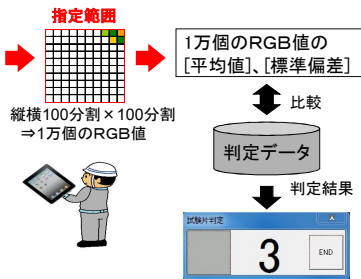 指定範囲
縦横100分割×100分割
⇒1万個のRGB値
1万個のRGB値の
[平均値]、[標準偏差]
比較
判定データ
判定結果
試験片判定
3
END